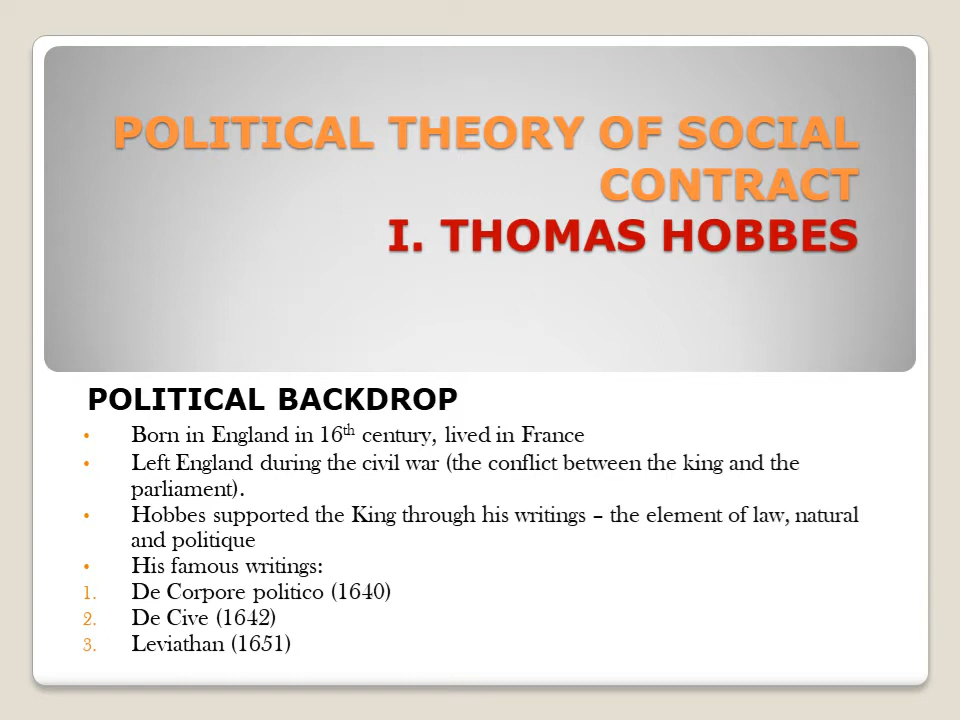 POLITICAL THEORY OF SOCIAL
CONTRACT
I. THOMAS HOBBES
POLITICAL BACKDROP
• Born in England in 16th century, lived in France
• Left England during the civil war (the conflict between the king and the
parliament).
• Hobbes supported the King through his writings – the element of law, natural
and politique
• His famous writings:
1. De Corpore politico (1640)
2. De Cive (1642)
3. Leviathan (1651)